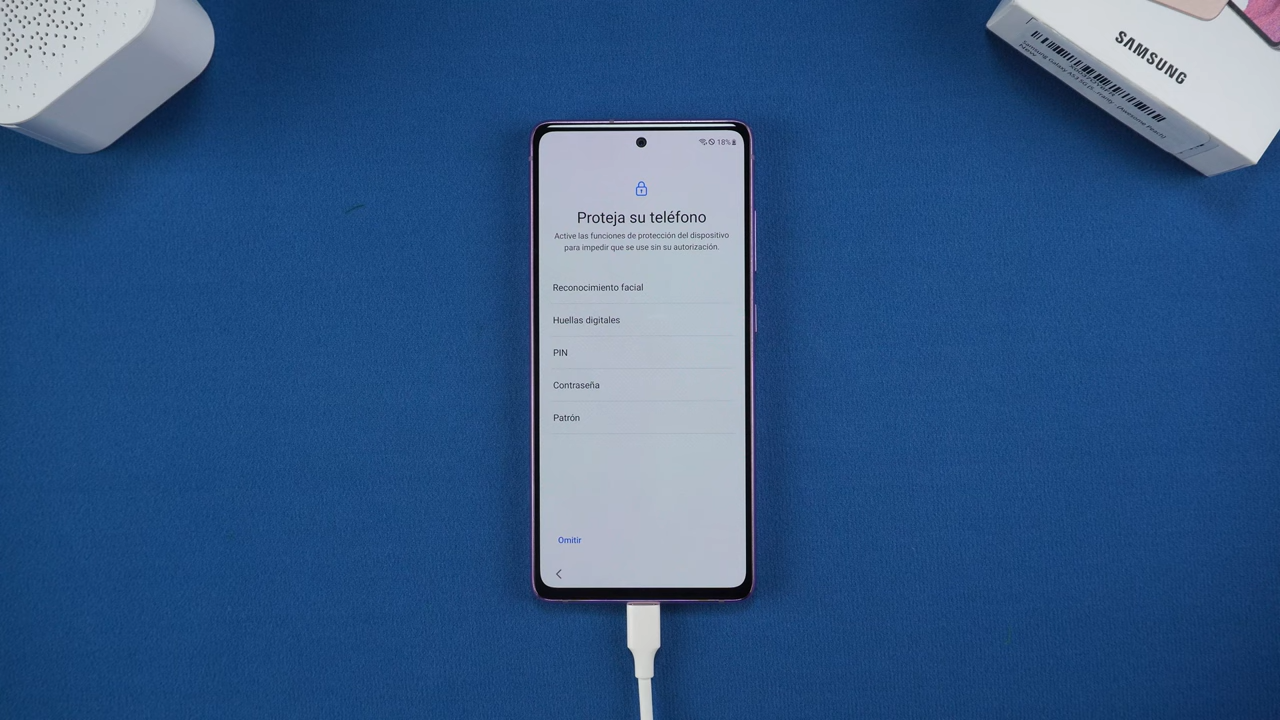 18%
Proteja su teléfono
Active las funciones de protección del dispositivo
para impedir que se use sin su autorización.
Reconocimiento facial
Huellas digitales
PIN
Contraseña
Patrón
Omitir
SAMSUNG